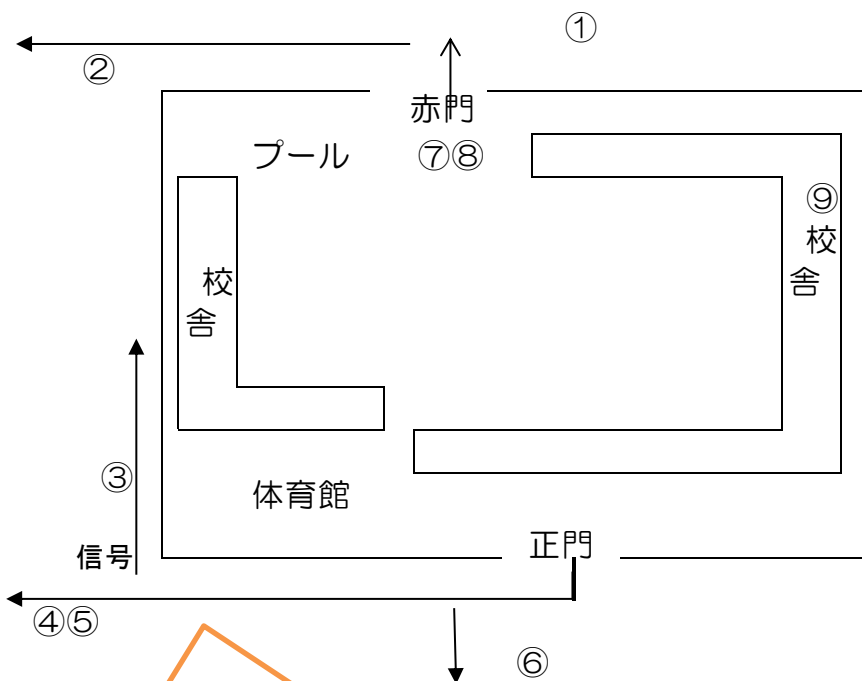 ①
②
赤門
プール
⑦⑧
⑨
校
舎
校
舎
③
体育館
信号
正門
④⑤
⑥